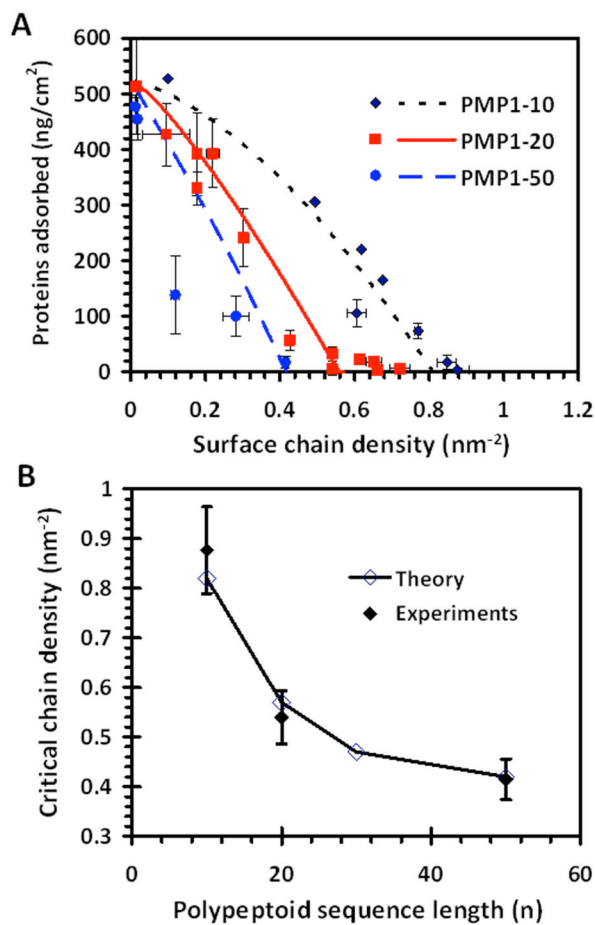 A
Proteins adsorbed (ng/cm²)
600
500
400
300
200
100
0
PMP1-10
PMP1-20
PMP1-50
0 0.2 0.4 0.6 0.8 1 1.2
Surface chain density (nm⁻²)
B
Critical chain density (nm⁻²)
1
0.9
0.8
0.7
0.6
0.5
0.4
0.3
Theory
Experiments
0 20 40 60
Polypeptoid sequence length (n)